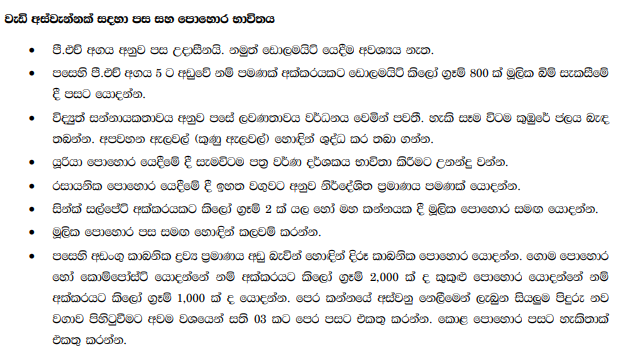 වැඩි අස්වැන්නක් සදහා පස සහ පොහොර භාවිතය
• පී.එච් අගය අනුව පස උදාසීනයි. නමුත් ඩොලමයිට් යෙදීම අවශ්‍යය නැත.
• පසෙහි පී.එච් අගය 5 ට අඩුවේ නම් පමණක් අක්කරයකට ඩොලමයිට් කිලෝ ග්‍රෑම් 800 ක් මූලික බිම් සැකසීමේ
දී පසට යොදන්න.
• විද්‍යුත් සන්නායකතාවය අනුව පසේ ලවණතාවය වර්ධනය වෙමින් පවතී. හැකි සෑම විටම කුඹුරේ ජලය බැඳ
තබන්න. අපවහන ඇලවල් (කුණු ඇලවල්) හොඳින් ශුද්ධ කර තබා ගන්න.
• යූරියා පොහොර යෙදීමේ දී සැමවිටම පත්‍ර වර්ණ දර්ශකය භාවිතා කිරීමට උනන්දු වන්න.
• රසායනික පොහොර යෙදීමේ දී ඉහත වගුවට අනුව නිර්දේශිත ප්‍රමාණය පමණක් යොදන්න.
• සින්ක් සල්පේට් අක්කරයකට කිලෝ ග්‍රෑම් 2 ක් යල හෝ මහ කන්නයක දී මූලික පොහොර සමඟ යොදන්න.
• මූලික පොහොර පස සමඟ හොඳින් කලවම් කරන්න.
• පසෙහි අඩංගු කාබනික ද්‍රව්‍ය ප්‍රමාණය අඩු බැවින් හොඳින් දිරූ කාබනික පොහොර යොදන්න. ගොම පොහොර
හෝ කොම්පෝස්ට් යොදන්නේ නම් අක්කරයට කිලෝ ග්‍රෑම් 2,000 ක් ද කුකුළු පොහොර යොදන්නේ නම්
අක්කරයට කිලෝ ග්‍රෑම් 1,000 ක් ද යොදන්න. පෙර කන්නයේ අස්වනු නෙලීමෙන් ලැබුන සියලුම පිදුරු නව
වගාව පිහිටුවීමට අවම වශයෙන් සති 03 කට පෙර පසට එකතු කරන්න. කොළ පොහොර පසට හැකිතාක්
එකතු කරන්න.